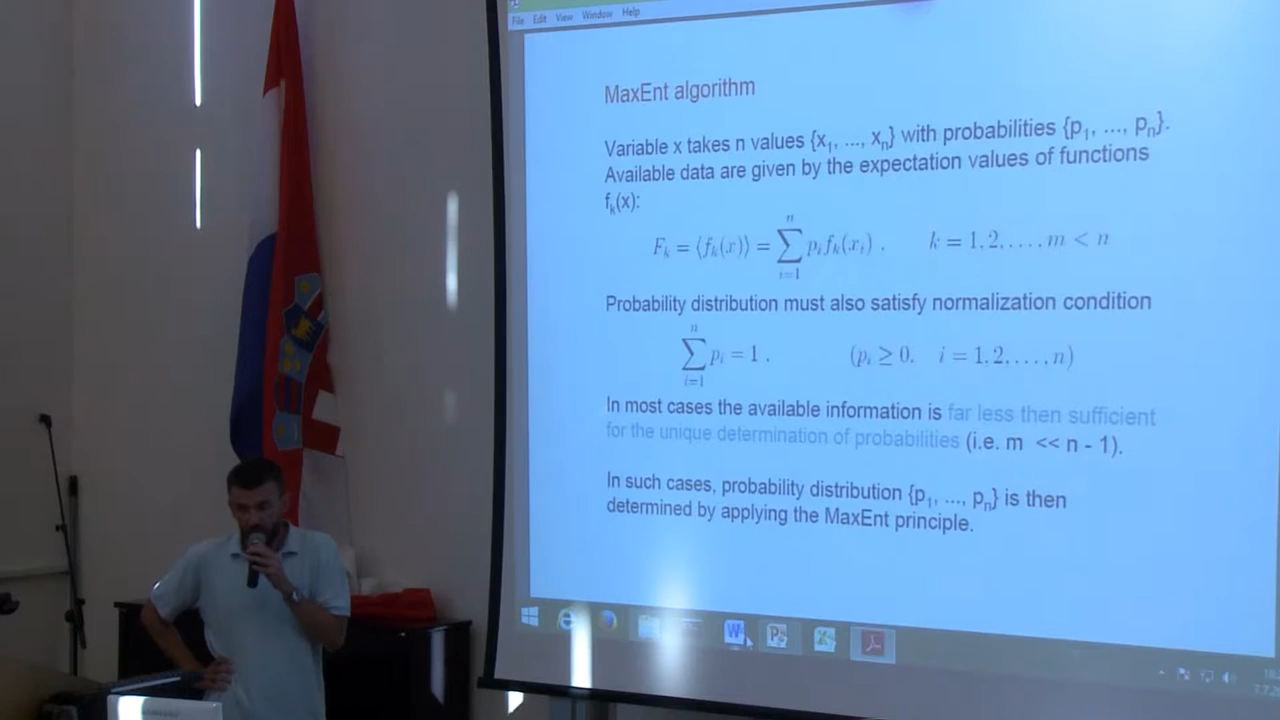 File Edit View Window Help
MaxEnt algorithm
Variable x takes n values {x₁, ..., xₙ} with probabilities {p₁, ..., pₙ}.
Available data are given by the expectation values of functions
fₖ(x):
Fₖ = ⟨fₖ(x)⟩ = ∑ᵢ₌₁ⁿ pᵢfₖ(xᵢ) , k = 1, 2, . . . , m < n
Probability distribution must also satisfy normalization condition
∑ᵢ₌₁ⁿ pᵢ = 1 . (pᵢ ≥ 0, i = 1, 2, . . . , n)
In most cases the available information is far less then sufficient
for the unique determination of probabilities (i.e. m << n - 1).
In such cases, probability distribution {p₁, ..., pₙ} is then
determined by applying the MaxEnt principle.